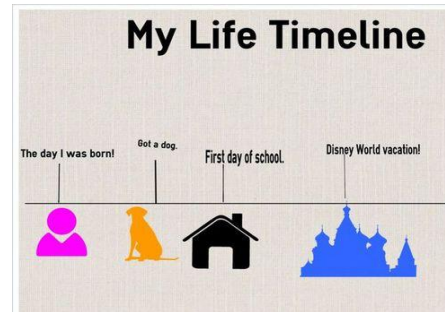 My Life Timeline
The day I was born!
Got a dog.
First day of school.
Disney World vacation!